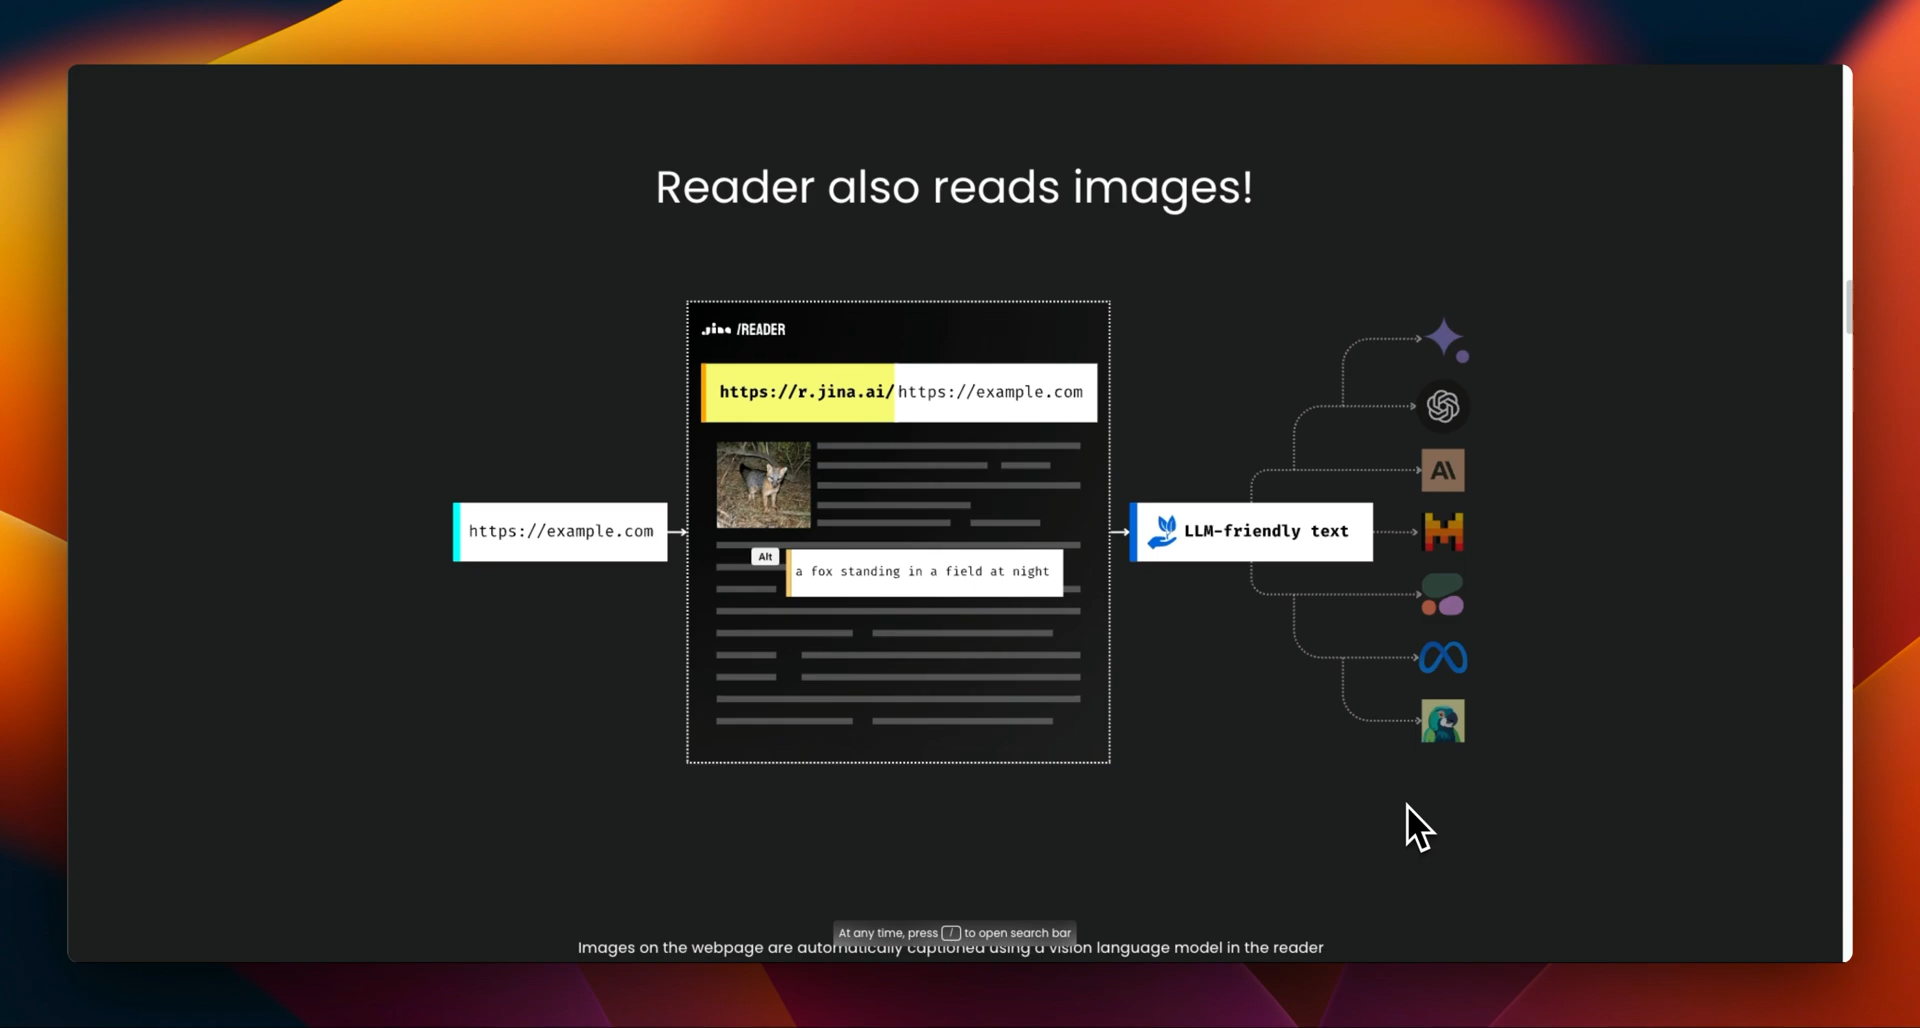 Reader also reads images!
Jina /READER
https://r.jina.ai/https://example.com
https://example.com
Alt
a fox standing in a field at night
LLM-friendly text
A\
At any time, press / to open search bar
Images on the webpage are automatically captioned using a vision language model in the reader